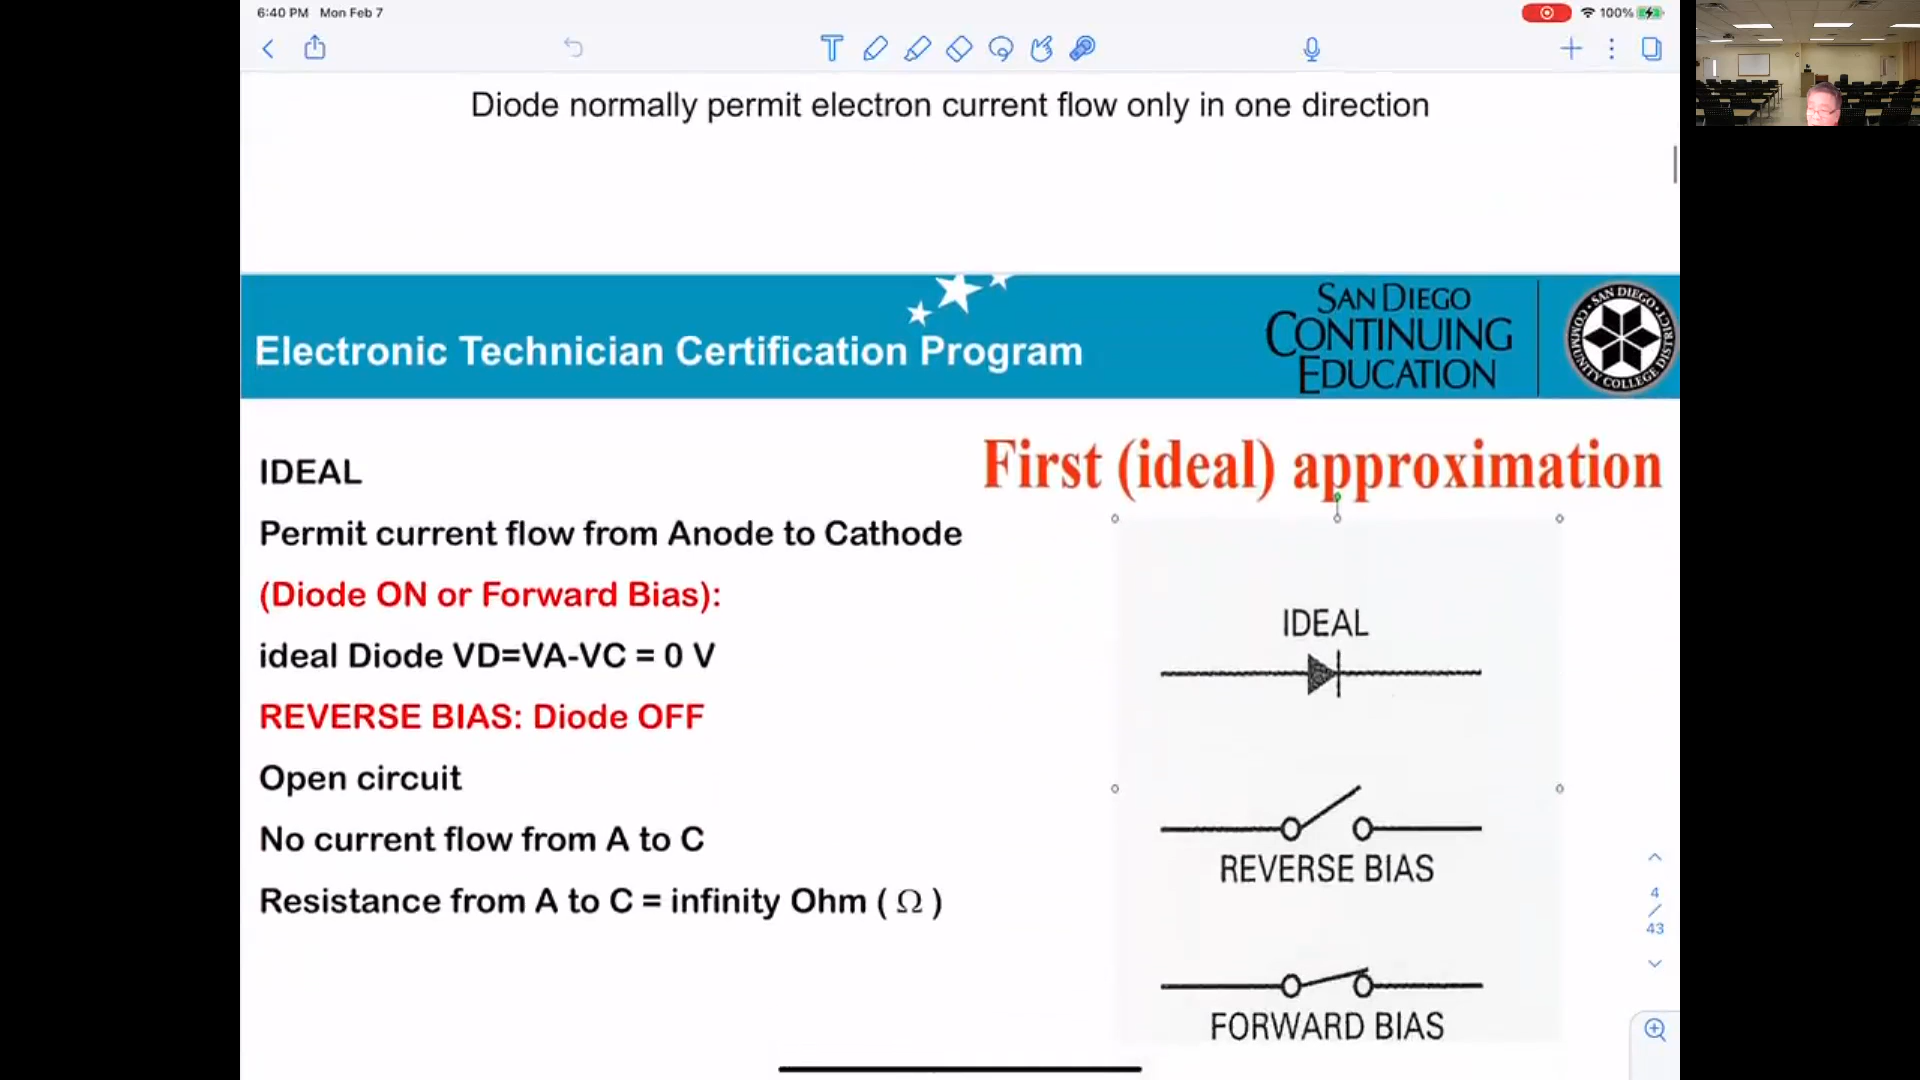 6:40 PM Mon Feb 7
100%
Diode normally permit electron current flow only in one direction
Electronic Technician Certification Program
SAN DIEGO
CONTINUING
EDUCATION
SAN DIEGO
COMMUNITY COLLEGE DISTRICT
First (ideal) approximation
IDEAL
Permit current flow from Anode to Cathode
(Diode ON or Forward Bias):
ideal Diode VD=VA-VC = 0 V
REVERSE BIAS: Diode OFF
Open circuit
No current flow from A to C
Resistance from A to C = infinity Ohm ( Ω )
IDEAL
REVERSE BIAS
FORWARD BIAS
4
/
43